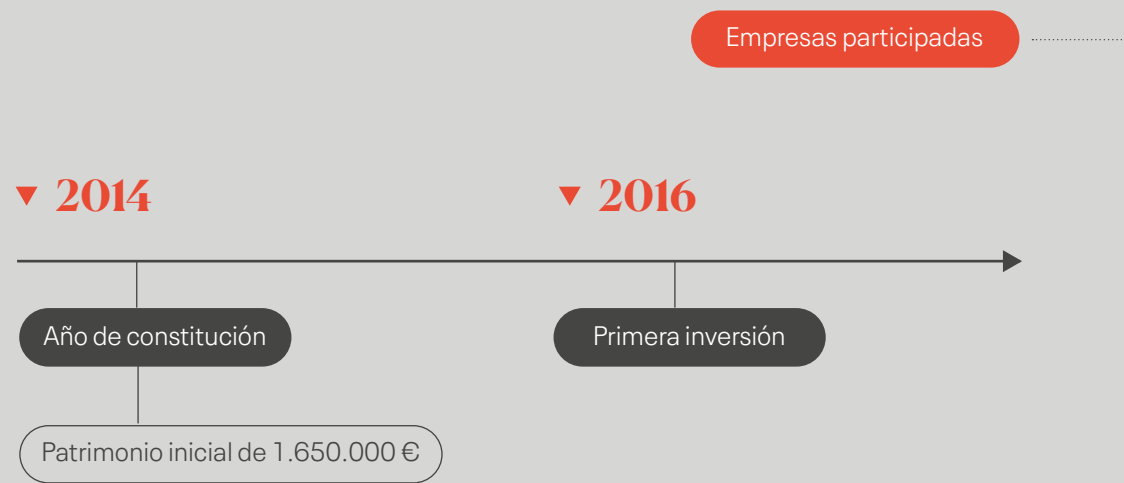 Empresas participadas
2014
2016
Año de constitución
Primera inversión
Patrimonio inicial de 1.650.000 €